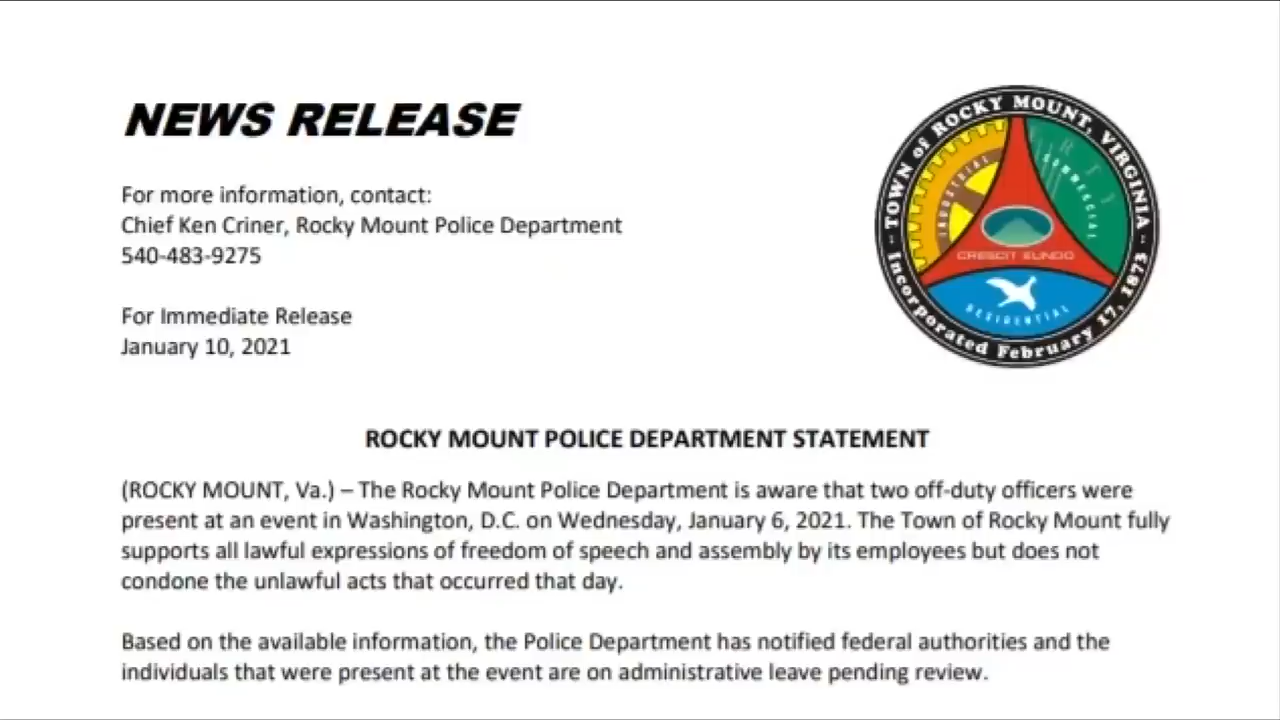 NEWS RELEASE
TOWN of ROCKY MOUNT, VIRGINIA
Incorporated February 17, 1873
INDUSTRIAL
COMMERCIAL
CRESCIT EUNDO
RESIDENTIAL
For more information, contact:
Chief Ken Criner, Rocky Mount Police Department
540-483-9275
For Immediate Release
January 10, 2021
ROCKY MOUNT POLICE DEPARTMENT STATEMENT
(ROCKY MOUNT, Va.) – The Rocky Mount Police Department is aware that two off-duty officers were
present at an event in Washington, D.C. on Wednesday, January 6, 2021. The Town of Rocky Mount fully
supports all lawful expressions of freedom of speech and assembly by its employees but does not
condone the unlawful acts that occurred that day.
Based on the available information, the Police Department has notified federal authorities and the
individuals that were present at the event are on administrative leave pending review.